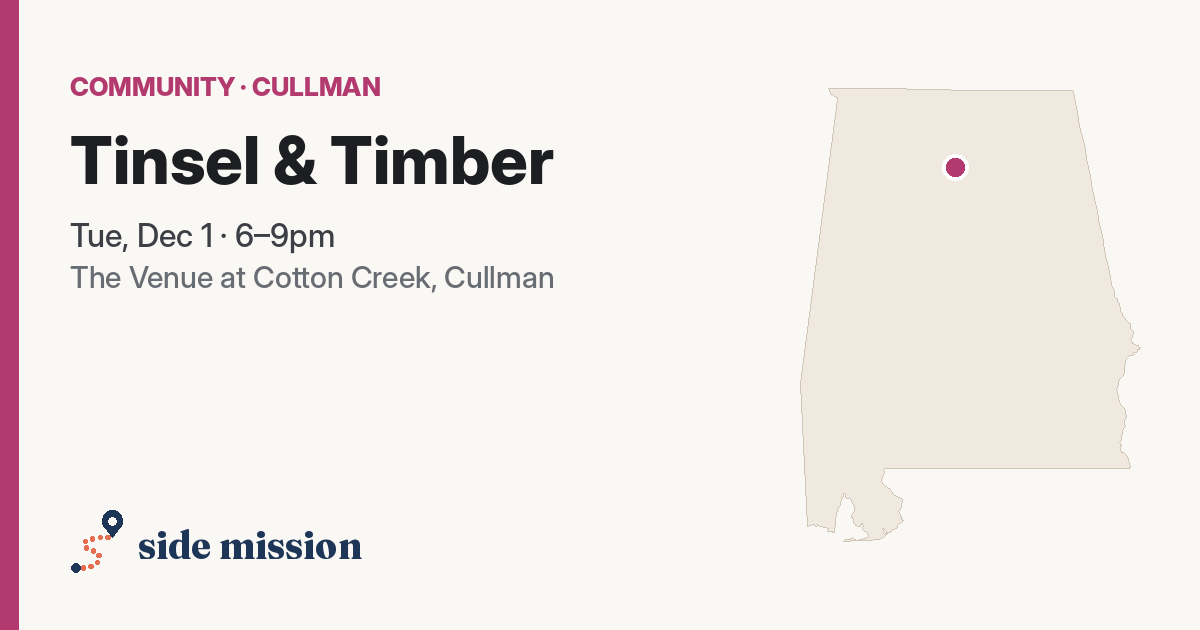 COMMUNITY · CULLMAN
Tinsel & Timber
Tue, Dec 1 · 6–9pm
The Venue at Cotton Creek, Cullman
side mission